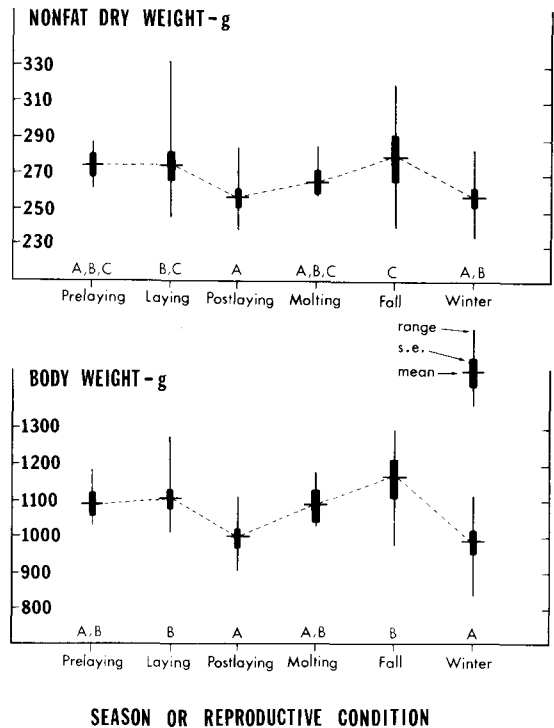 NONFAT DRY WEIGHT-g
330
310
290
270
250
230
A,B,C B,C A A,B,C C A,B
Prelaying Laying Postlaying Molting Fall Winter
range
s.e.
mean
BODY WEIGHT-g
1300
1200
1100
1000
900
800
A,B B A A,B B A
Prelaying Laying Postlaying Molting Fall Winter
SEASON OR REPRODUCTIVE CONDITION